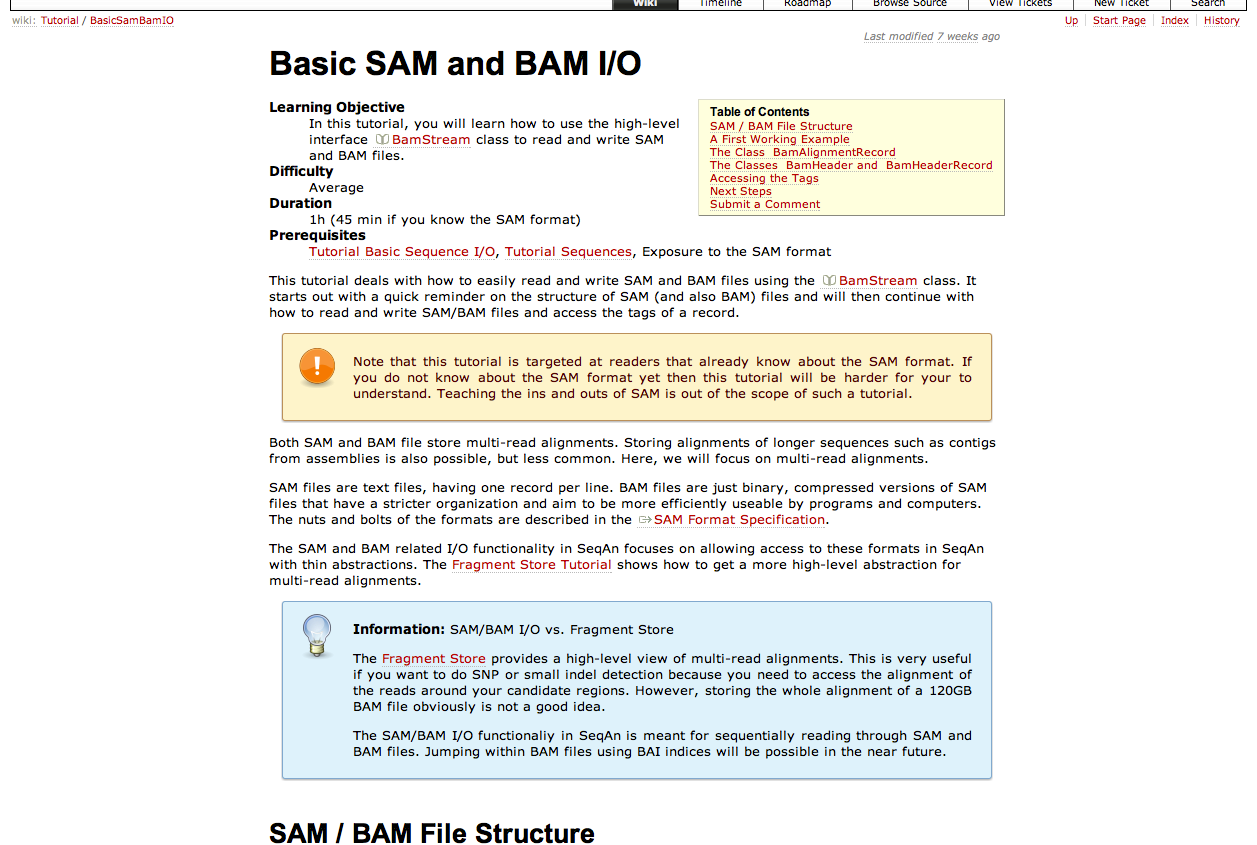 Wiki Timeline Roadmap Browse Source View Tickets New Ticket Search
wiki: Tutorial / BasicSamBamIO
Up Start Page Index History
Last modified 7 weeks ago
Basic SAM and BAM I/O
Learning Objective
In this tutorial, you will learn how to use the high-level
interface BamStream class to read and write SAM
and BAM files.
Difficulty
Average
Duration
1h (45 min if you know the SAM format)
Prerequisites
Tutorial Basic Sequence I/O, Tutorial Sequences, Exposure to the SAM format
Table of Contents
SAM / BAM File Structure
A First Working Example
The Class BamAlignmentRecord
The Classes BamHeader and BamHeaderRecord
Accessing the Tags
Next Steps
Submit a Comment
This tutorial deals with how to easily read and write SAM and BAM files using the BamStream class. It
starts out with a quick reminder on the structure of SAM (and also BAM) files and will then continue with
how to read and write SAM/BAM files and access the tags of a record.
Note that this tutorial is targeted at readers that already know about the SAM format. If
you do not know about the SAM format yet then this tutorial will be harder for your to
understand. Teaching the ins and outs of SAM is out of the scope of such a tutorial.
Both SAM and BAM file store multi-read alignments. Storing alignments of longer sequences such as contigs
from assemblies is also possible, but less common. Here, we will focus on multi-read alignments.
SAM files are text files, having one record per line. BAM files are just binary, compressed versions of SAM
files that have a stricter organization and aim to be more efficiently useable by programs and computers.
The nuts and bolts of the formats are described in the SAM Format Specification.
The SAM and BAM related I/O functionality in SeqAn focuses on allowing access to these formats in SeqAn
with thin abstractions. The Fragment Store Tutorial shows how to get a more high-level abstraction for
multi-read alignments.
Information: SAM/BAM I/O vs. Fragment Store
The Fragment Store provides a high-level view of multi-read alignments. This is very useful
if you want to do SNP or small indel detection because you need to access the alignment of
the reads around your candidate regions. However, storing the whole alignment of a 120GB
BAM file obviously is not a good idea.
The SAM/BAM I/O functionaliy in SeqAn is meant for sequentially reading through SAM and
BAM files. Jumping within BAM files using BAI indices will be possible in the near future.
SAM / BAM File Structure